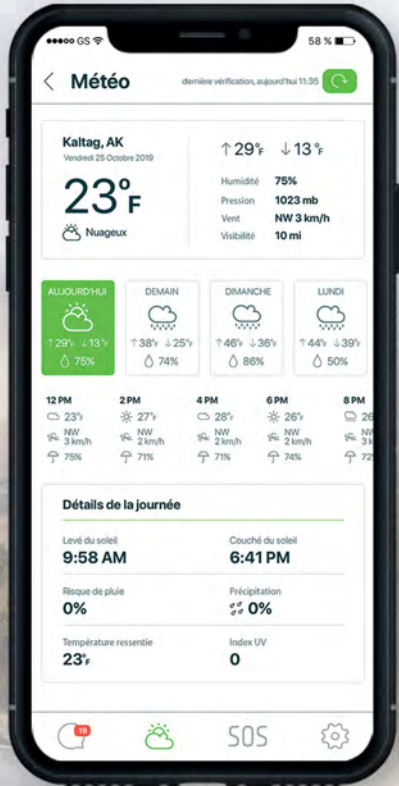 GS 58 %
Météo dernière vérification, aujourd'hui 11:35
Kaltag, AK
Vendredi 25 Octobre 2019
23°F
Nuageux
↑29°F ↓13°F
Humidité 75%
Pression 1023 mb
Vent NW 3 km/h
Visibilité 10 mi
AUJOURD'HUI DEMAIN DIMANCHE LUNDI
↑29°F ↓13°F ↑38°F ↓25°F ↑46°F ↓36°F ↑44°F ↓39°F
75% 74% 86% 50%
12 PM 2 PM 4 PM 6 PM 8 PM
23°F 27°F 28°F 26°F 26
NW NW NW NW NW
3 km/h 2 km/h 2 km/h 2 km/h 3 k
75% 71% 71% 74% 72
Détails de la journée
Levé du soleil Couché du soleil
9:58 AM 6:41 PM
Risque de pluie Précipitation
0% 0%
Température ressentie Index UV
23°F 0
19
SOS